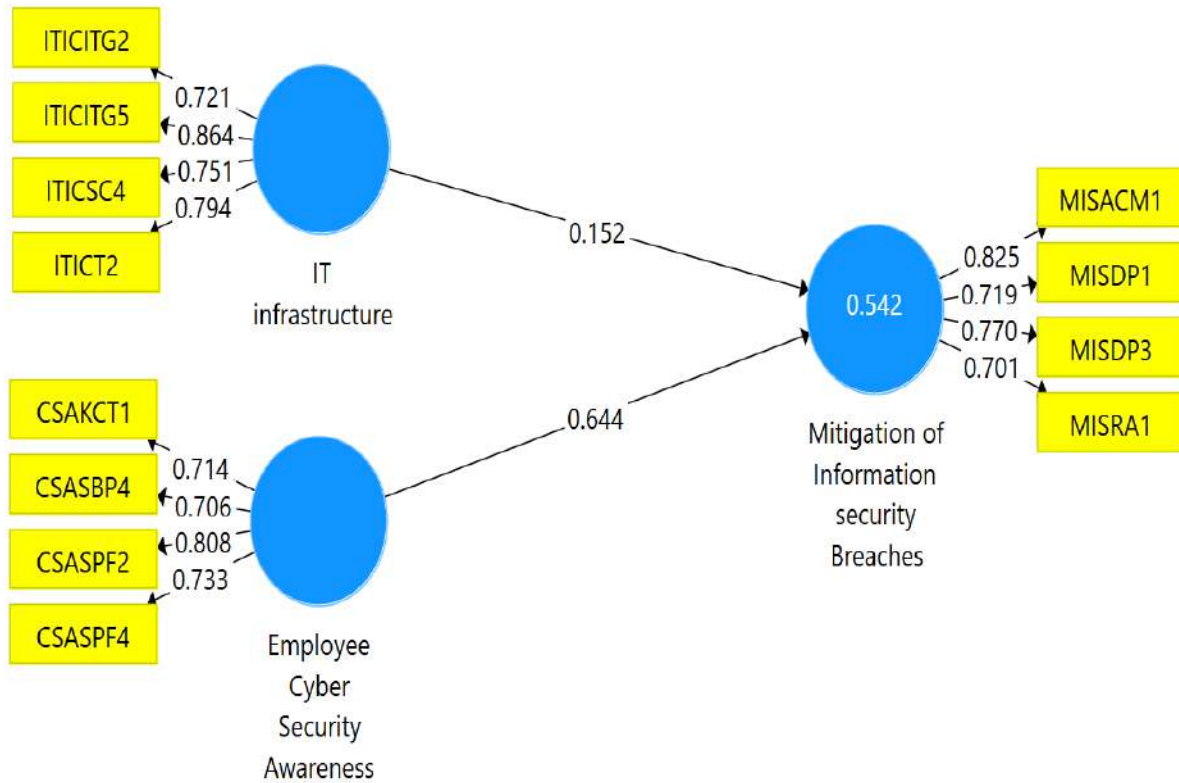 ITICITG2
0.721
ITICITG5
0.864
ITICSC4
0.751
ITICT2
0.794
IT
infrastructure
0.152
CSAKCT1
0.714
CSASBP4
0.706
CSASPF2
0.808
CSASPF4
0.733
Employee
Cyber
Security
Awareness
0.644
0.542
Mitigation of
Information
security
Breaches
MISACM1
0.825
MISDP1
0.719
MISDP3
0.770
MISRA1
0.701